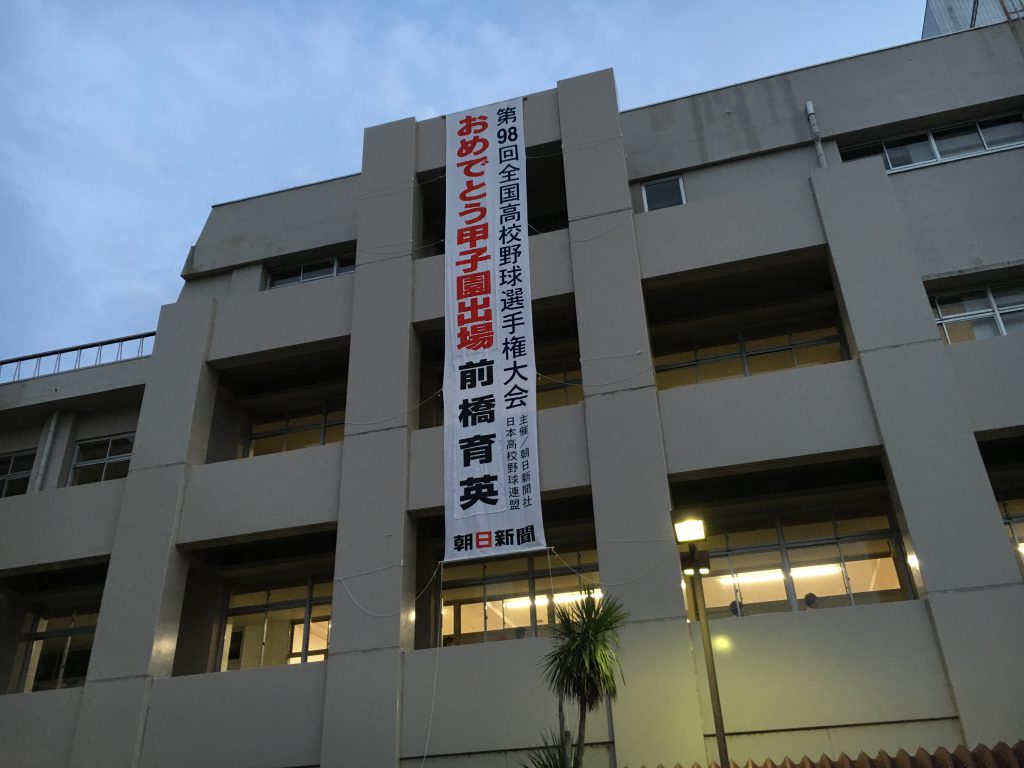 第98回全国高校野球選手権大会
主催／朝日新聞社
日本高校野球連盟
おめでとう甲子園出場
前橋育英
朝日新聞